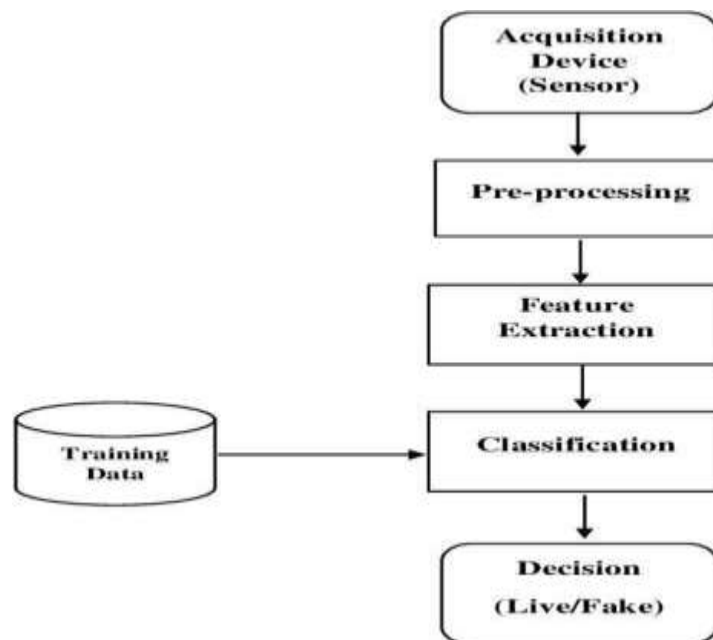 Acquisition
Device
(Sensor)
Pre-processing
Feature
Extraction
Classification
Training
Data
Decision
(Live/Fake)